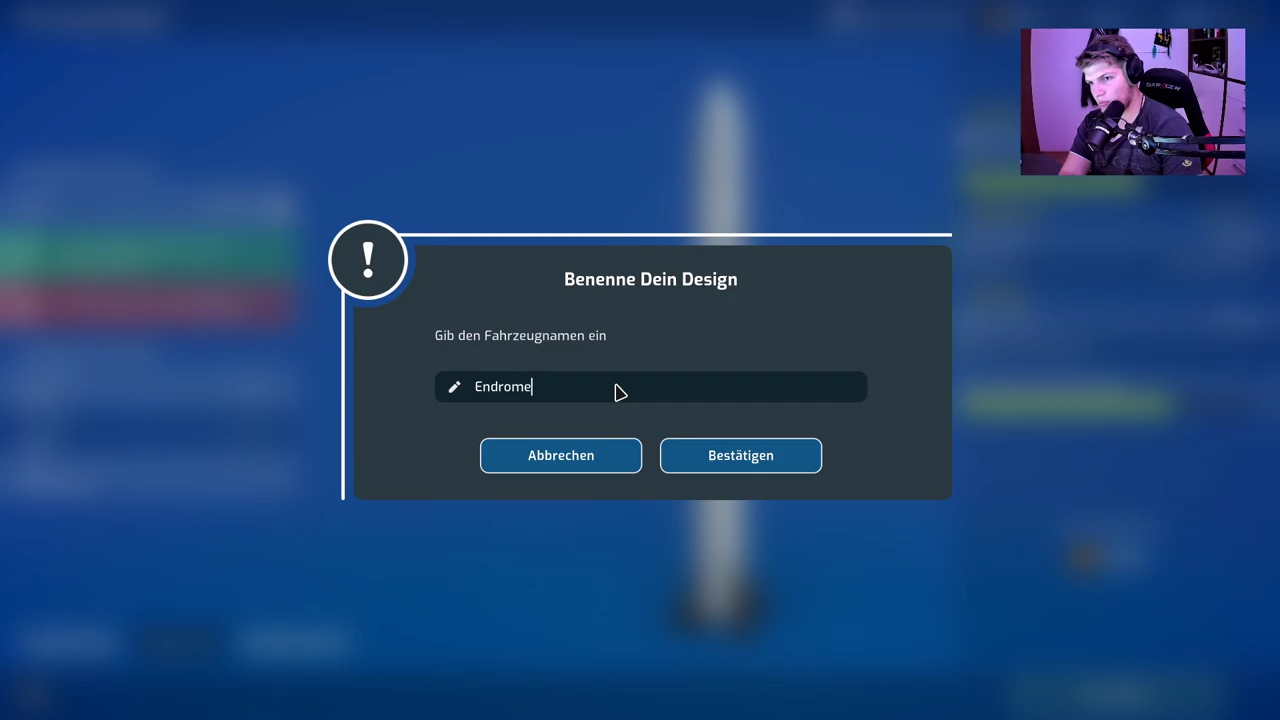 Benenne Dein Design
Gib den Fahrzeugnamen ein
Endrome
Abbrechen
Bestätigen